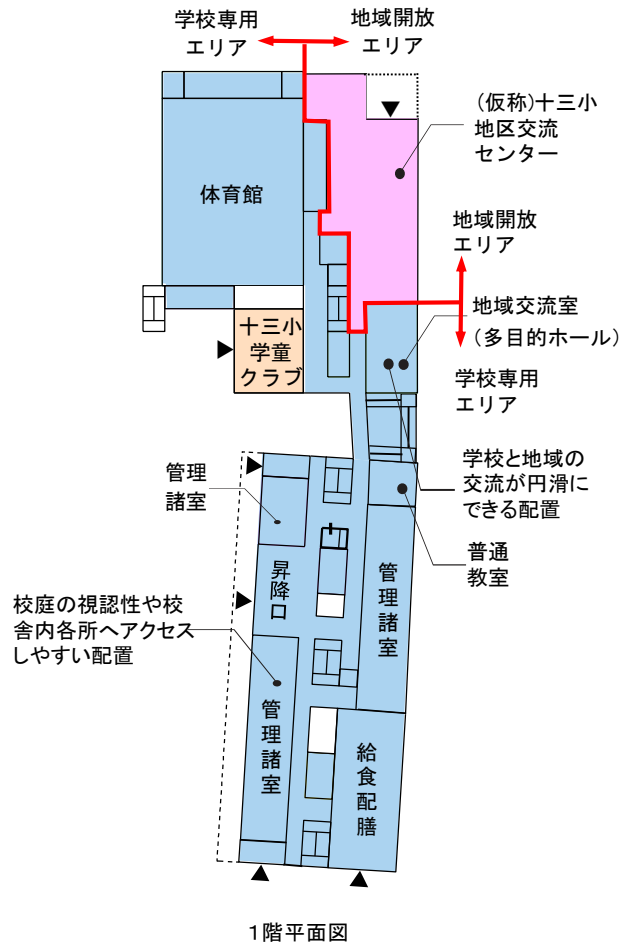 学校専用
エリア
地域開放
エリア
(仮称)十三小
地区交流
センター
体育館
地域開放
エリア
地域交流室
(多目的ホール)
学校専用
エリア
十三小
学童
クラブ
学校と地域の
交流が円滑に
できる配置
管理
諸室
普通
教室
昇降口
管理諸室
校庭の視認性や校
舎内各所へアクセス
しやすい配置
管理諸室
給食配膳
1階平面図